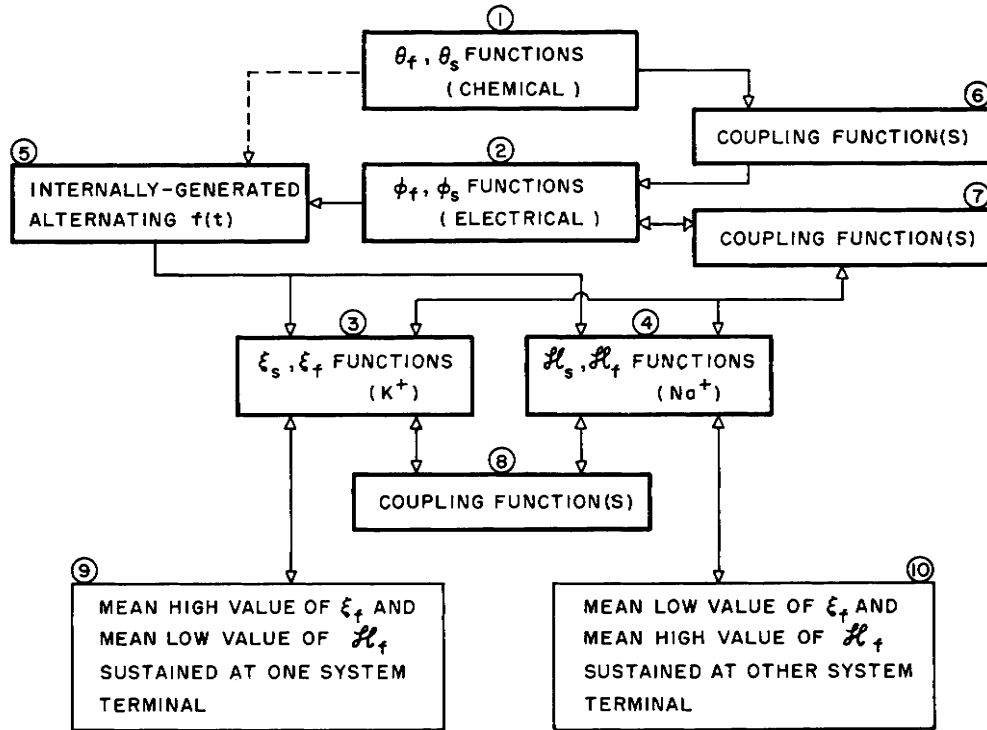 ①
θf, θs FUNCTIONS
(CHEMICAL)
⑥
COUPLING FUNCTION(S)
⑤
INTERNALLY-GENERATED
ALTERNATING f(t)
②
ϕf, ϕs FUNCTIONS
(ELECTRICAL)
⑦
COUPLING FUNCTION(S)
③
ξs, ξf FUNCTIONS
(K+)
④
ℋs, ℋf FUNCTIONS
(Na+)
⑧
COUPLING FUNCTION(S)
⑨
MEAN HIGH VALUE OF ξf AND
MEAN LOW VALUE OF ℋf
SUSTAINED AT ONE SYSTEM
TERMINAL
⑩
MEAN LOW VALUE OF ξf AND
MEAN HIGH VALUE OF ℋf
SUSTAINED AT OTHER SYSTEM
TERMINAL